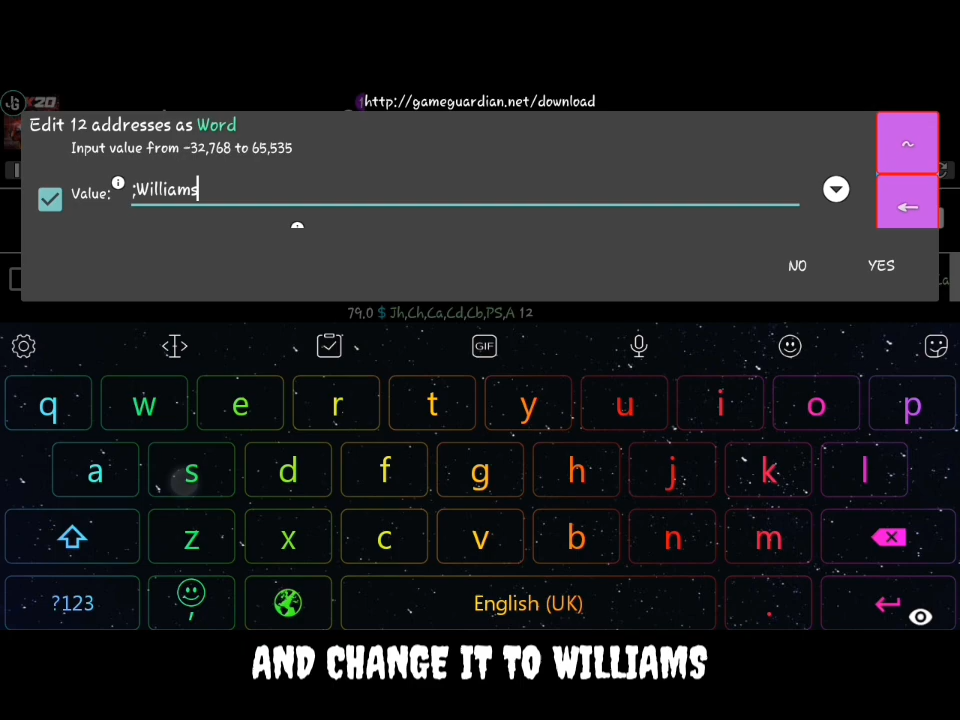 http://gameguardian.net/download
K20
Edit 12 addresses as Word
Input value from -32,768 to 65,535
~
Value: ;Williams
NO YES
79.0 $ Jh,Ch,Ca,Cd,Cb,PS,A 12
GIF
q w e r t y u i o p
a s d f g h j k l
z x c v b n m
?123 , English (UK) .
AND CHANGE IT TO WILLIAMS